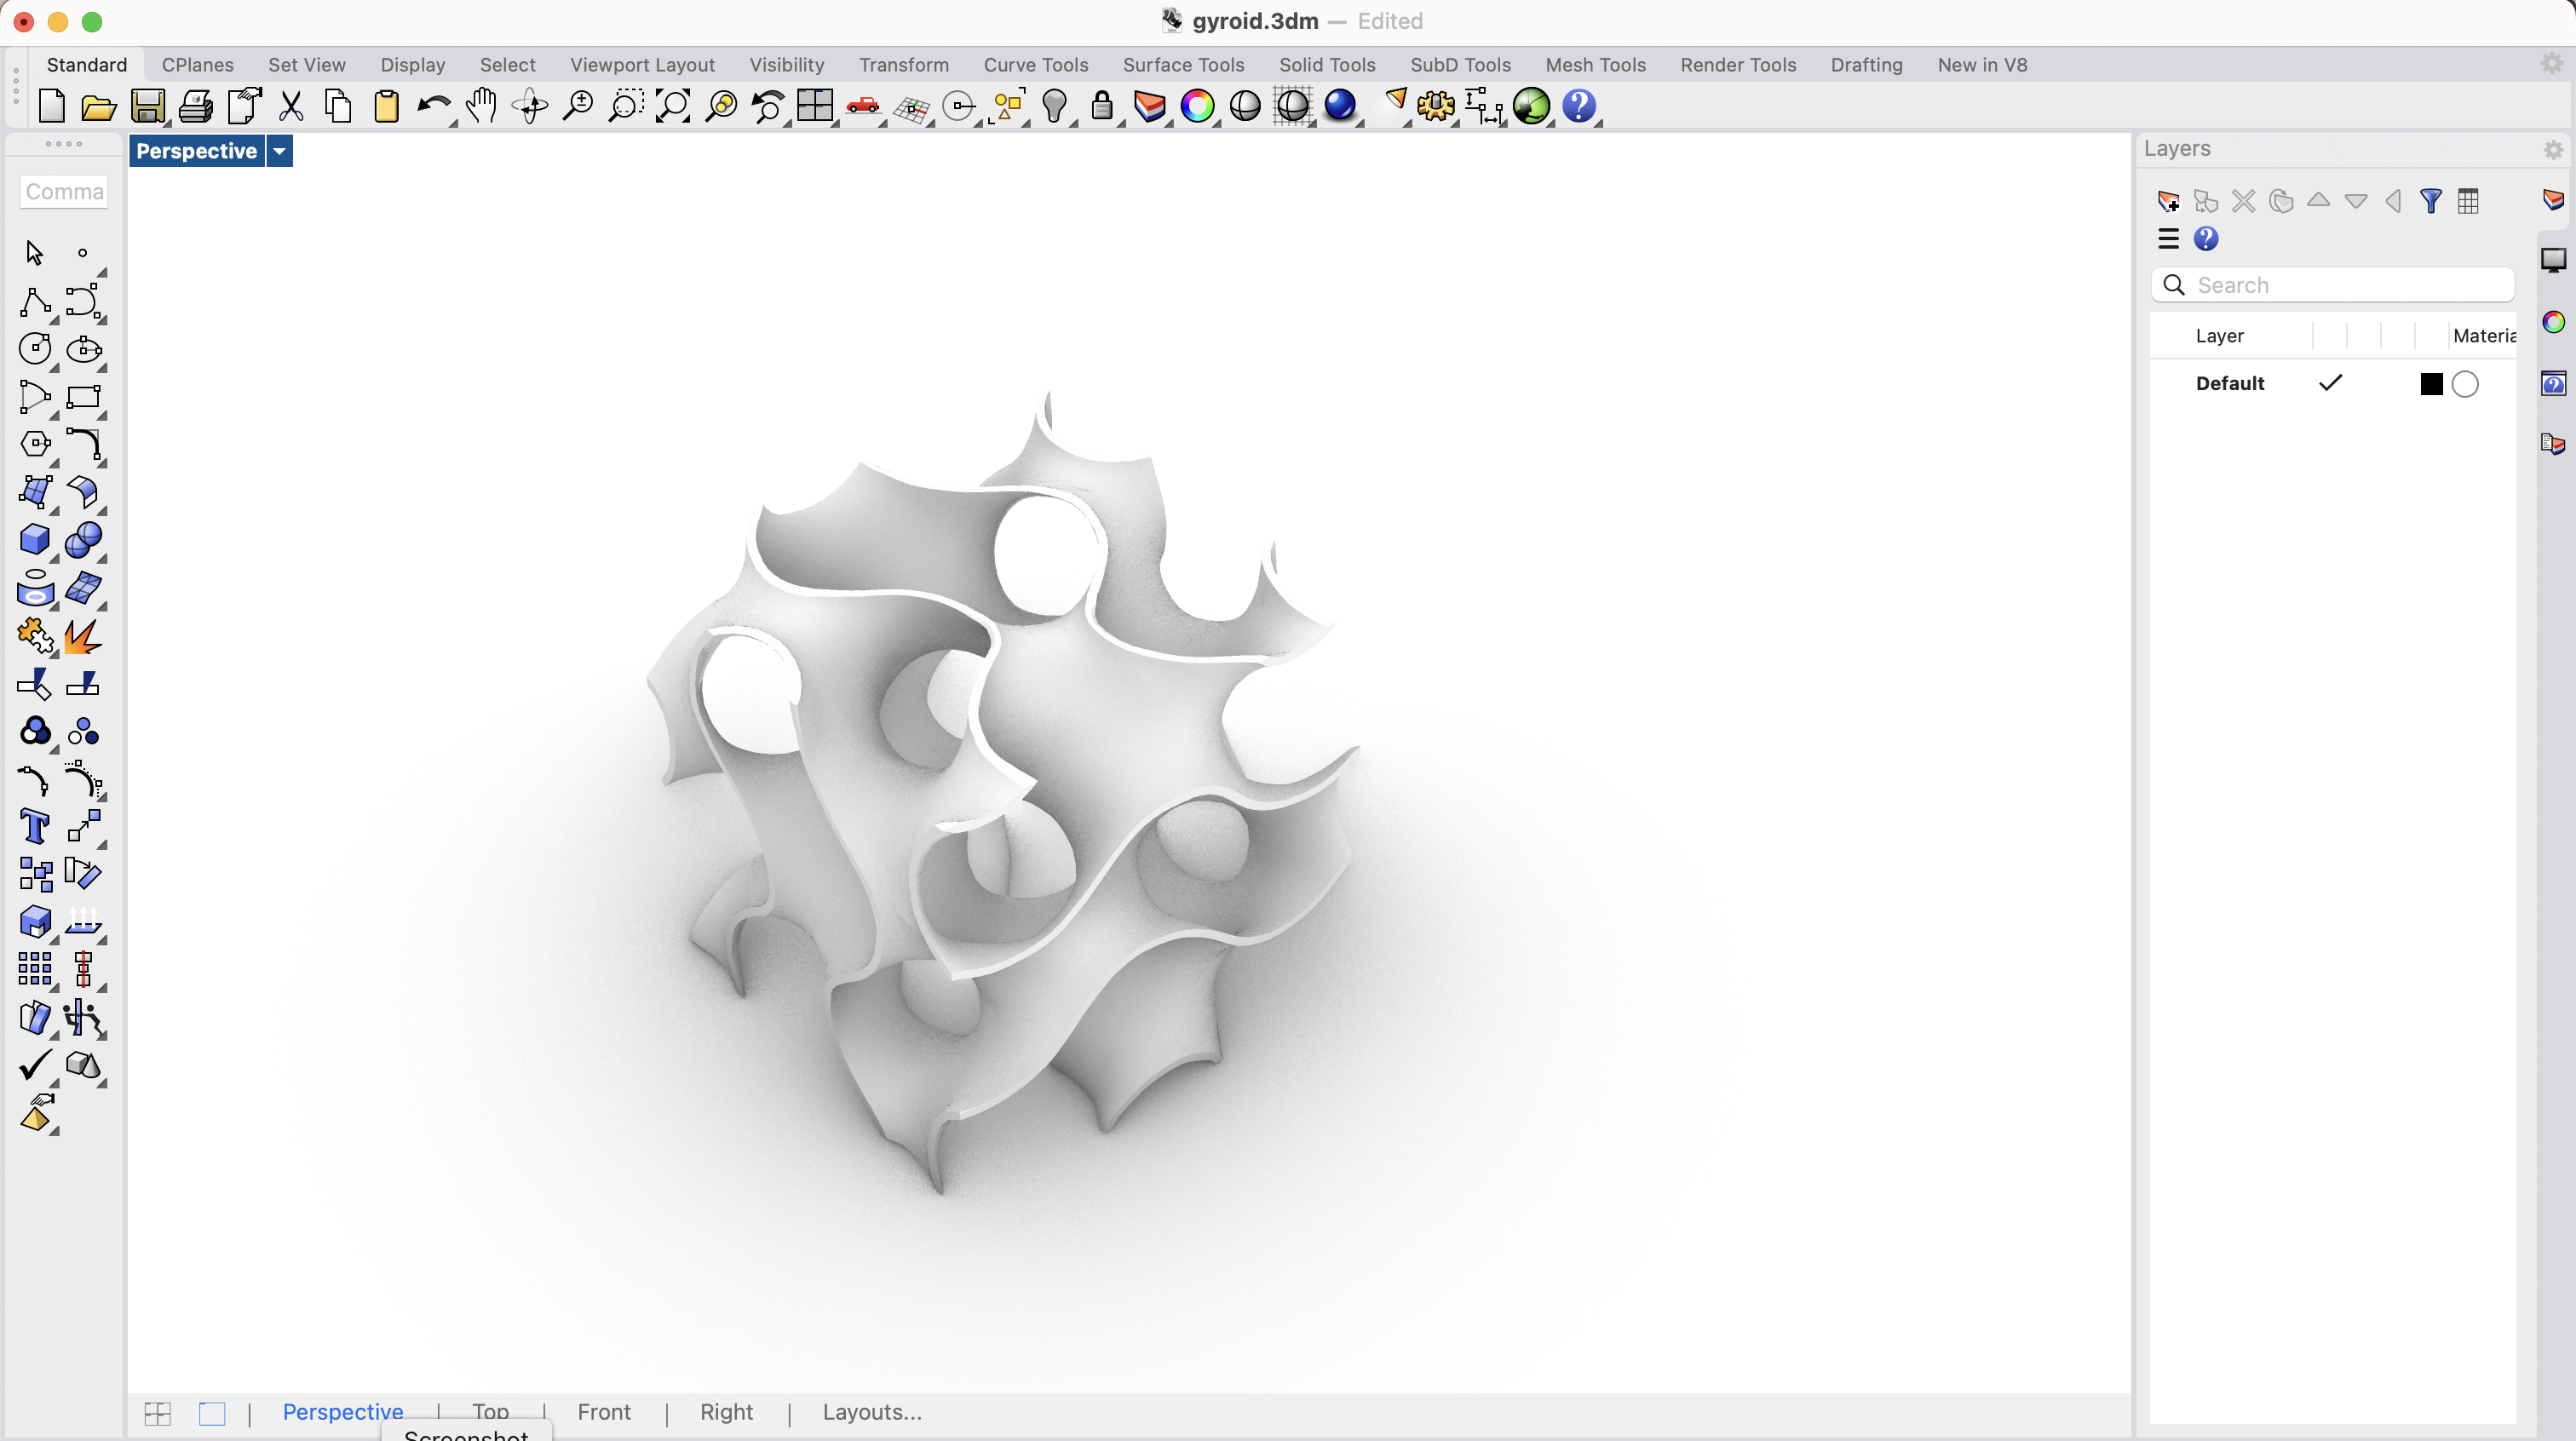 gyroid.3dm — Edited
Standard CPlanes Set View Display Select Viewport Layout Visibility Transform Curve Tools Surface Tools Solid Tools SubD Tools Mesh Tools Render Tools Drafting New in V8
Perspective
Comma
Layers
Search
Layer Materia
Default
Perspective | Top | Front | Right | Layouts...
Screenshot